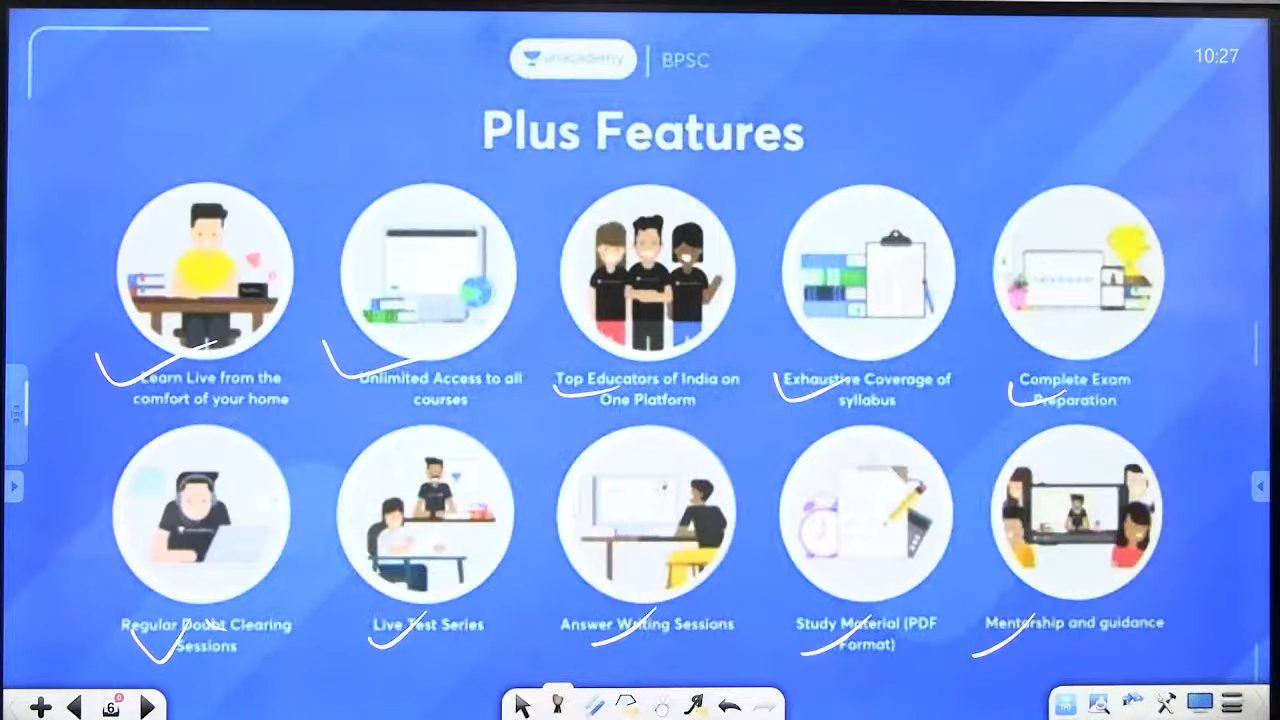 unacademy | BPSC
10:27
Plus Features
Learn Live from the
comfort of your home
Unlimited Access to all
courses
Top Educators of India on
One Platform
Exhaustive Coverage of
syllabus
Complete Exam
Preparation
Regular Doubt Clearing
Sessions
Live Test Series
Answer Writing Sessions
Study Material (PDF
Format)
Mentorship and guidance
6